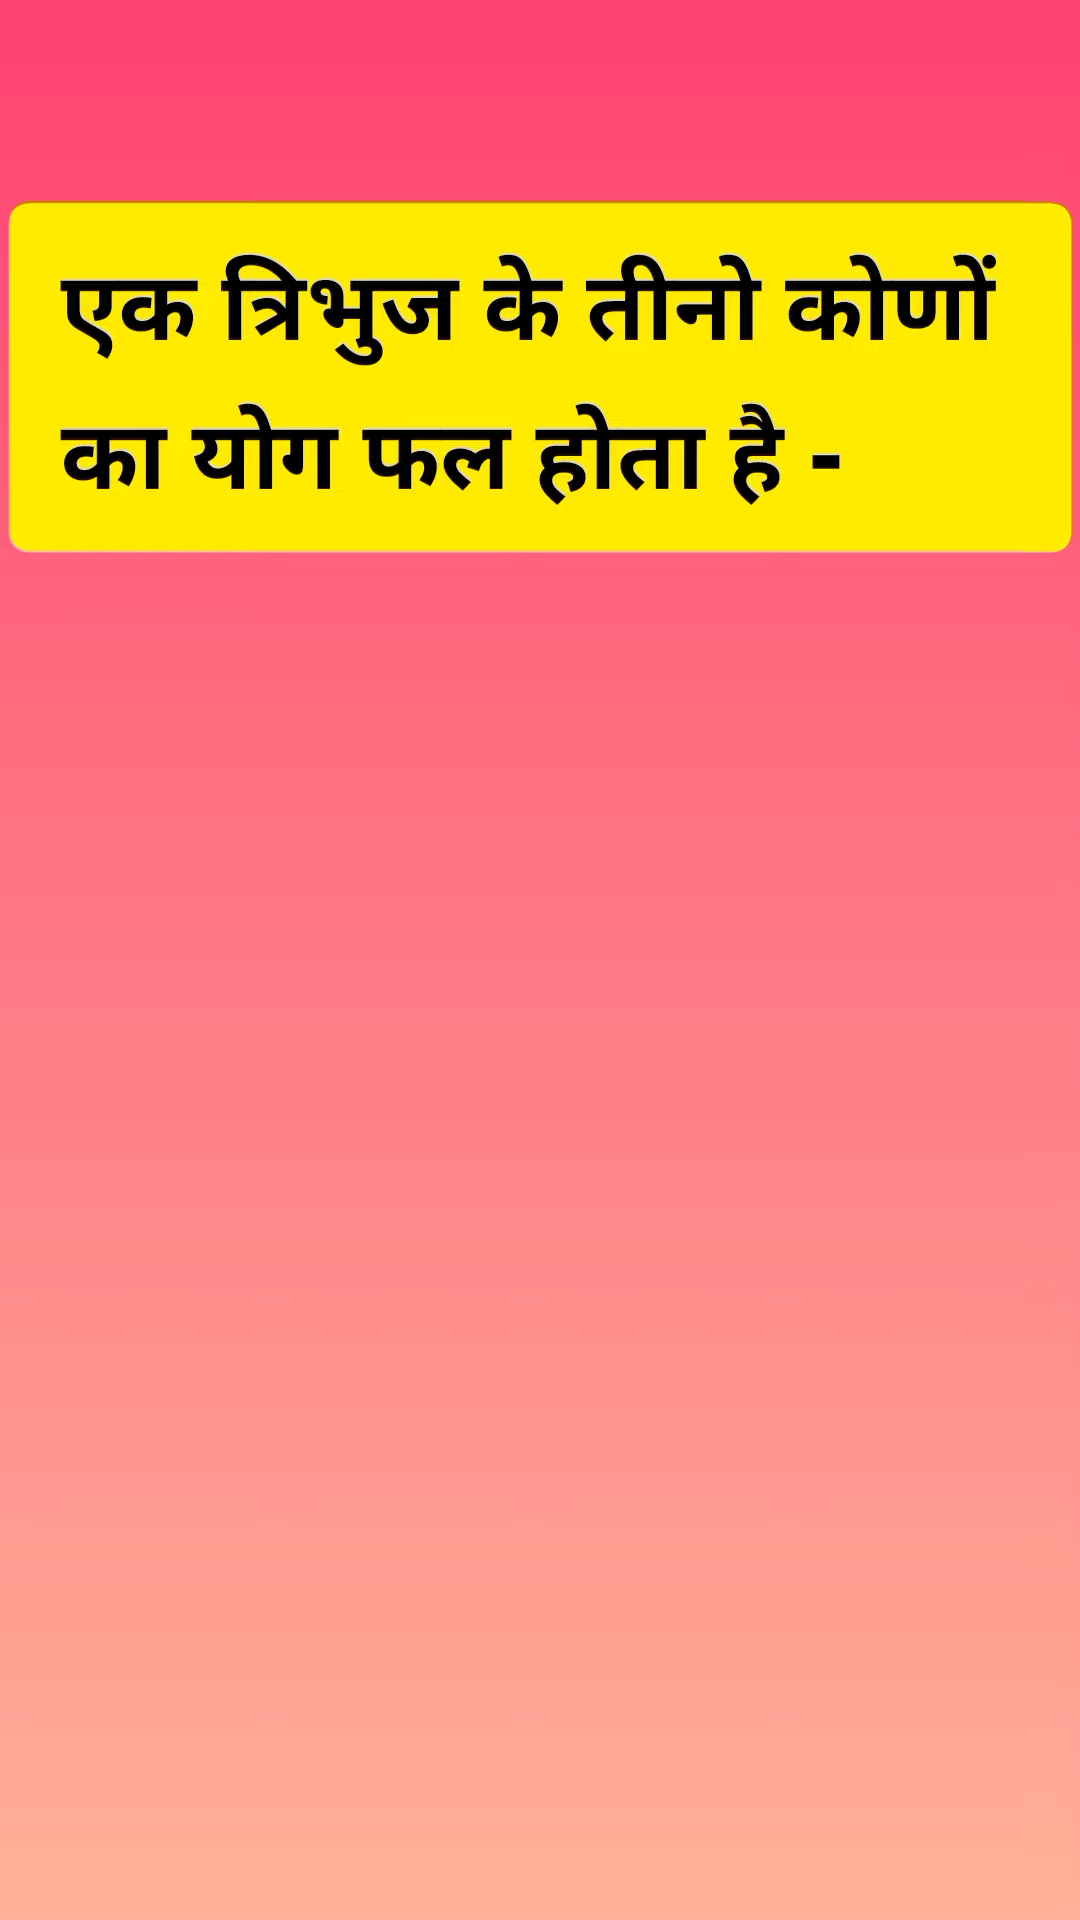 एक त्रिभुज के तीनो कोणों
का योग फल होता है -